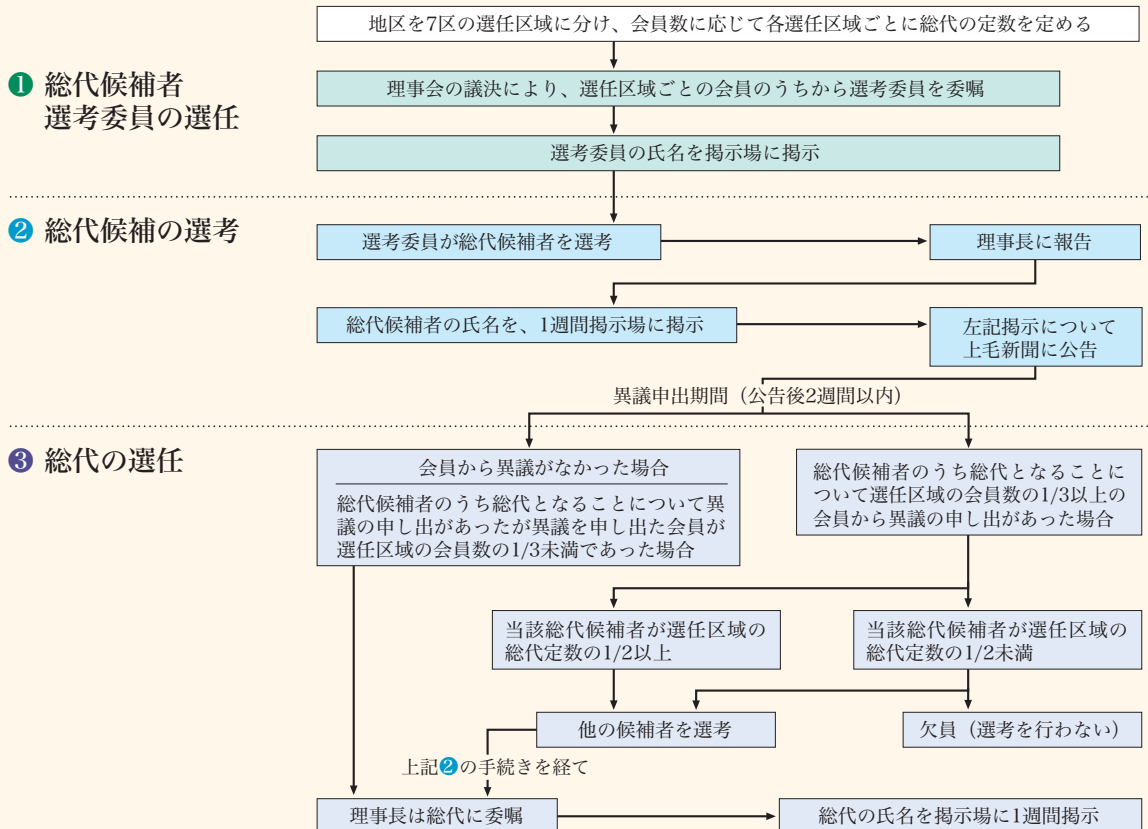 地区を7区の選任区域に分け、会員数に応じて各選任区域ごとに総代の定数を定める
❶ 総代候補者
選考委員の選任
理事会の議決により、選任区域ごとの会員のうちから選考委員を委嘱
選考委員の氏名を掲示場に掲示
❷ 総代候補の選考
選考委員が総代候補者を選考
理事長に報告
総代候補者の氏名を、1週間掲示場に掲示
左記掲示について
上毛新聞に公告
異議申出期間（公告後2週間以内）
❸ 総代の選任
会員から異議がなかった場合
総代候補者のうち総代となることについて異
議の申し出があったが異議を申し出た会員が
選任区域の会員数の1/3未満であった場合
総代候補者のうち総代となることに
ついて選任区域の会員数の1/3以上の
会員から異議の申し出があった場合
当該総代候補者が選任区域の
総代定数の1/2以上
当該総代候補者が選任区域の
総代定数の1/2未満
他の候補者を選考
欠員（選考を行わない）
上記❷の手続きを経て
理事長は総代に委嘱
総代の氏名を掲示場に1週間掲示